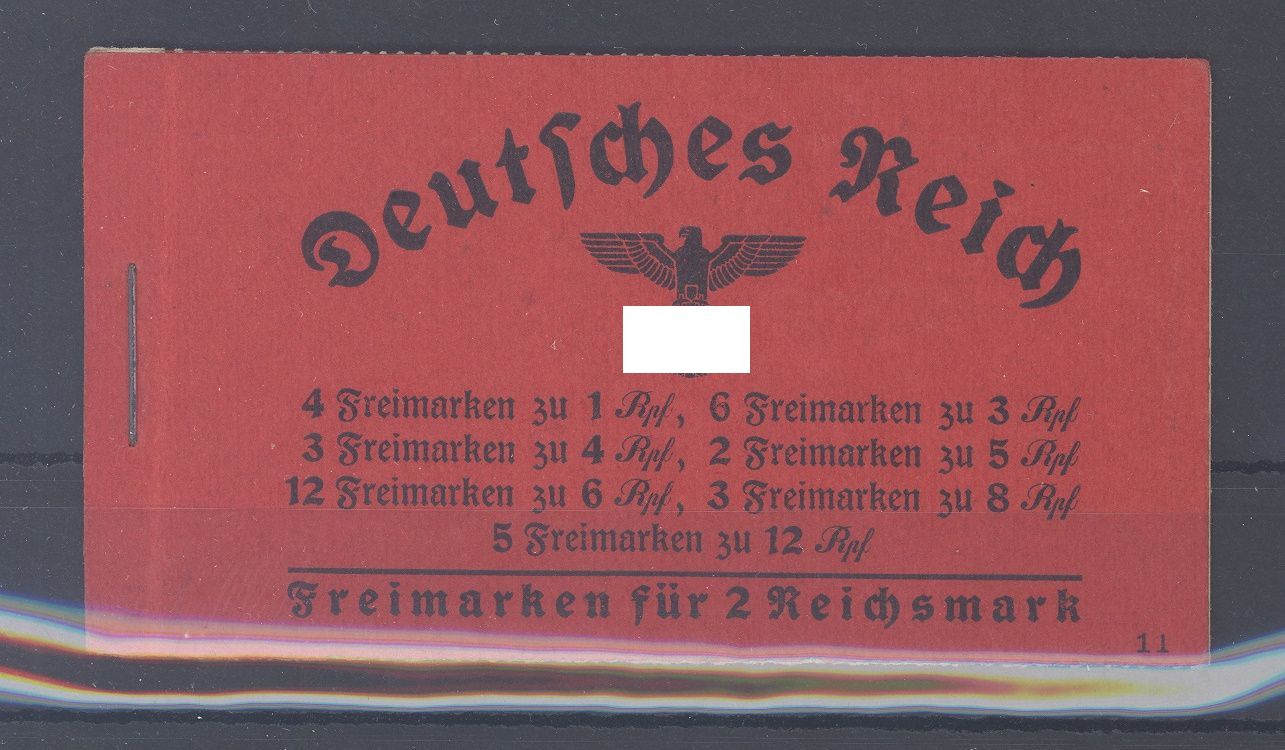 Deutsches Reich
4 Freimarken zu 1 Rpf, 6 Freimarken zu 3 Rpf
3 Freimarken zu 4 Rpf, 2 Freimarken zu 5 Rpf
12 Freimarken zu 6 Rpf, 3 Freimarken zu 8 Rpf
5 Freimarken zu 12 Rpf
Freimarken für 2 Reichsmark
11